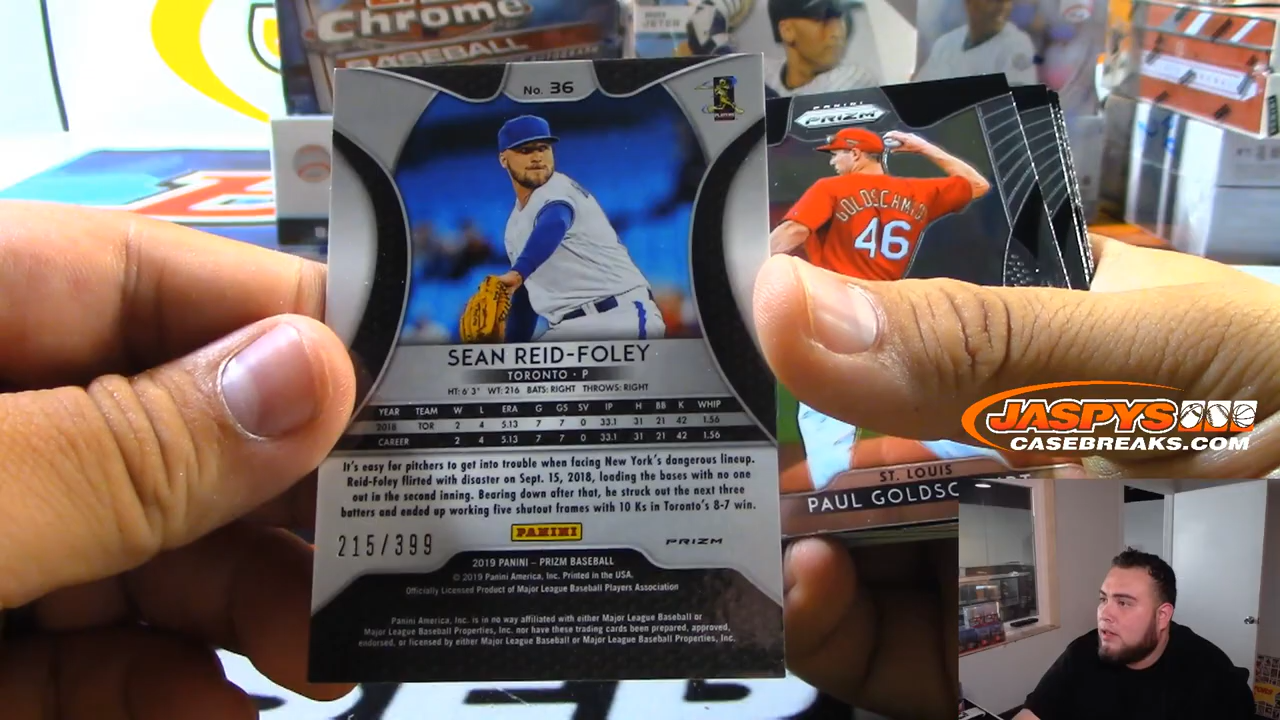 Chrome
BASEBALL
No. 36
SEAN REID-FOLEY
TORONTO • P
HT: 6' 3" WT: 216 BATS: RIGHT THROWS: RIGHT
YEAR TEAM W L ERA G GS SV IP H BB K WHIP
2018 TOR 2 4 5.13 7 7 0 33.1 31 21 42 1.56
CAREER 2 4 5.13 7 7 0 33.1 31 21 42 1.56
It's easy for pitchers to get into trouble when facing New York's dangerous lineup.
Reid-Foley flirted with disaster on Sept. 15, 2018, loading the bases with no one
out in the second inning. Bearing down after that, he struck out the next three
batters and ended up working five shutout frames with 10 Ks in Toronto's 8-7 win.
PANINI
215/399
PRIZM
2019 PANINI – PRIZM BASEBALL
© 2019 Panini America, Inc. Printed in the USA.
Officially Licensed Product of Major League Baseball Players Association
Panini America, Inc. is in no way affiliated with either Major League Baseball or
Major League Baseball Properties, Inc. nor have these trading cards been prepared, approved,
endorsed, or licensed by either Major League Baseball or Major League Baseball Properties, Inc.
PANINI
PRIZM
GOLDSCHMID
46
ST. LOUIS
PAUL GOLDSC
JASPYS
CASEBREAKS.COM